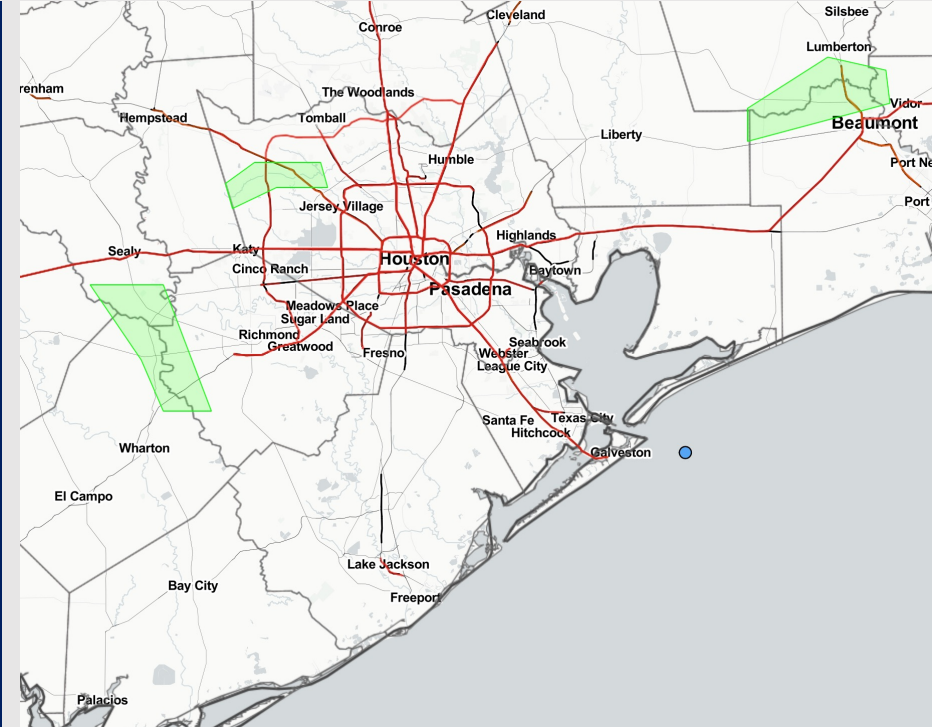 Silsbee
Cleveland
Conroe
Lumberton
renham
The Woodlands
Vidor
Hempstead
Tomball
Beaumont
Liberty
Humble
Port Ne
Port
Jersey Village
Highlands
Sealy
Katy
Houston
Cinco Ranch
Baytown
Pasadena
Meadows Place
Sugar Land
Richmond
Greatwood
Seabrook
Fresno
Webster
League City
Santa Fe
Texas City
Hitchcock
Wharton
Galveston
El Campo
Lake Jackson
Bay City
Freeport
Palacios